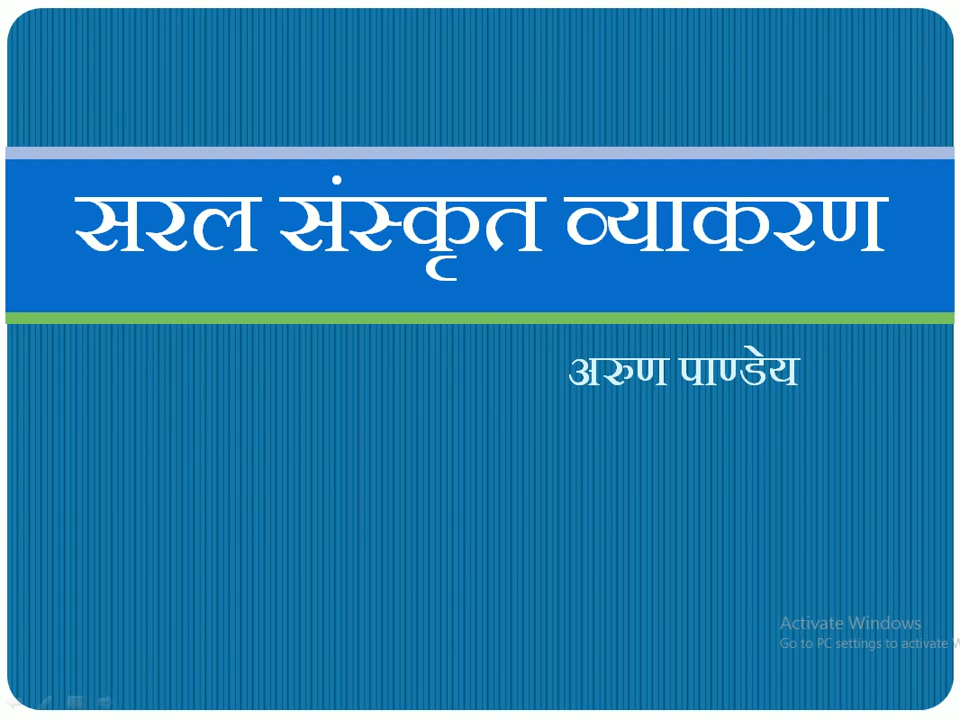 सरल संस्कृत व्याकरण
अरुण पाण्डेय
Activate Windows
Go to PC settings to activate